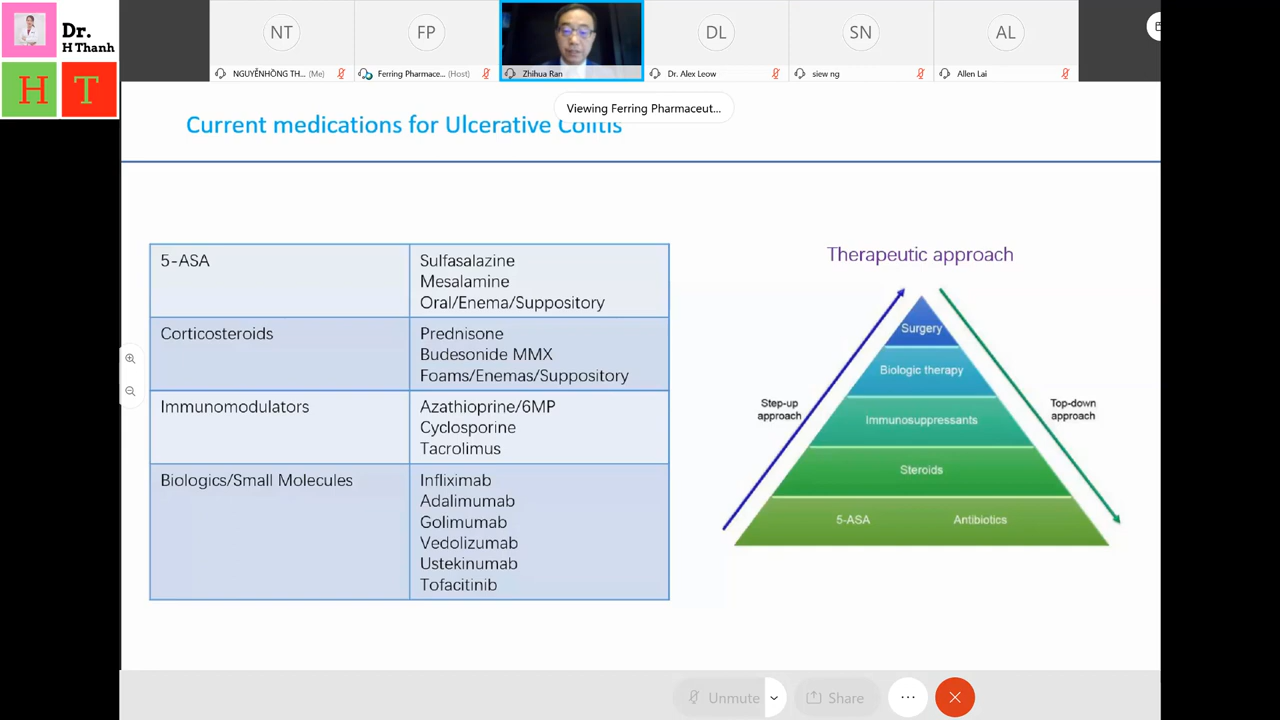 Dr.
H Thanh
H T
NT
FP
DL
SN
AL
NGUYỄNHỒNG TH... (Me)
Ferring Pharmace... (Host)
Zhihua Ran
Dr. Alex Leow
siew ng
Allen Lai
Viewing Ferring Pharmaceut...
Current medications for Ulcerative Colitis
5-ASA
Sulfasalazine
Mesalamine
Oral/Enema/Suppository
Corticosteroids
Prednisone
Budesonide MMX
Foams/Enemas/Suppository
Immunomodulators
Azathioprine/6MP
Cyclosporine
Tacrolimus
Biologics/Small Molecules
Infliximab
Adalimumab
Golimumab
Vedolizumab
Ustekinumab
Tofacitinib
Therapeutic approach
Surgery
Biologic therapy
Step-up
approach
Top-down
approach
Immunosuppressants
Steroids
5-ASA Antibiotics
Unmute
Share